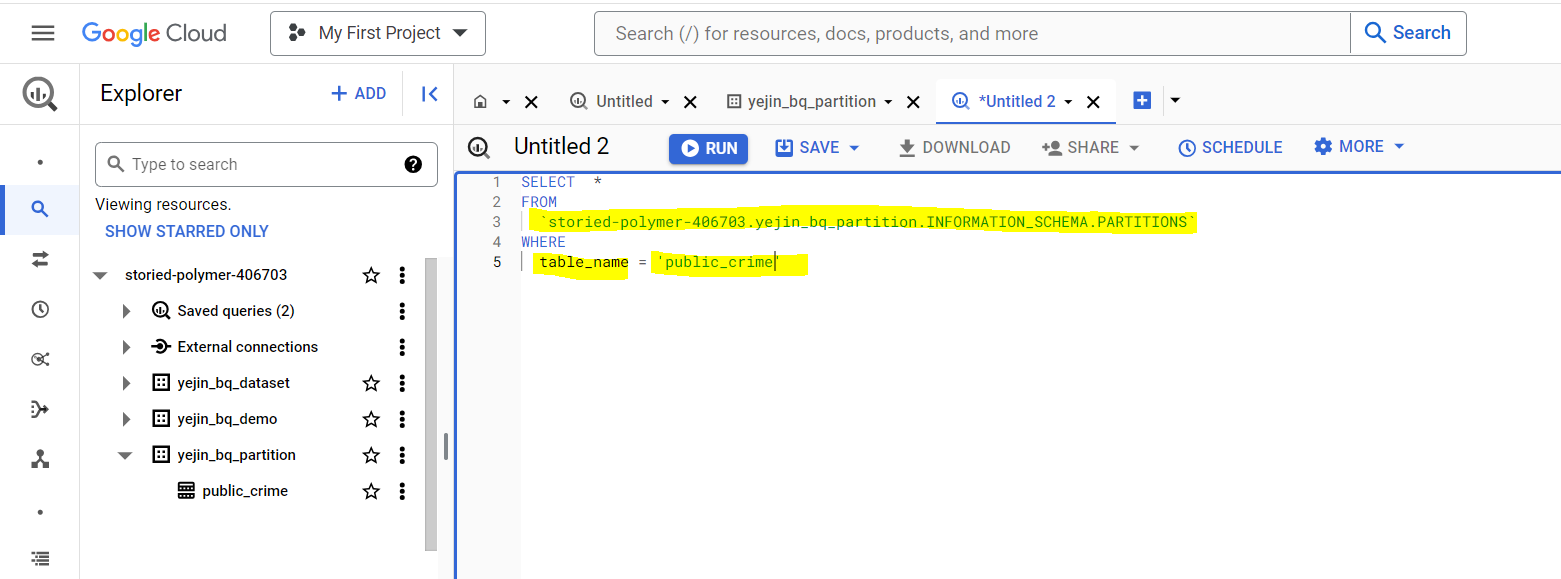 Google Cloud
My First Project
Search (/) for resources, docs, products, and more
Search
Explorer
+ ADD
Untitled
yejin_bq_partition
*Untitled 2
Untitled 2
RUN
SAVE
DOWNLOAD
SHARE
SCHEDULE
MORE
Type to search
Viewing resources.
SHOW STARRED ONLY
storied-polymer-406703
Saved queries (2)
External connections
yejin_bq_dataset
yejin_bq_demo
yejin_bq_partition
public_crime
1 SELECT *
2 FROM
3 `storied-polymer-406703.yejin_bq_partition.INFORMATION_SCHEMA.PARTITIONS`
4 WHERE
5 table_name = 'public_crime'